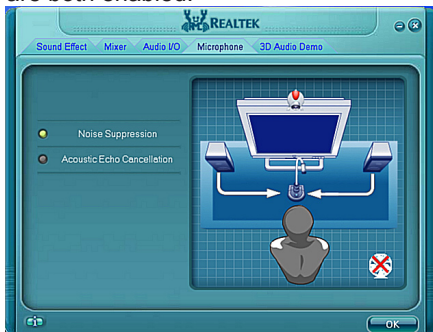 are both enabled.
REALTEK
Sound Effect Mixer Audio I/O Microphone 3D Audio Demo
Noise Suppression
Acoustic Echo Cancellation
OK